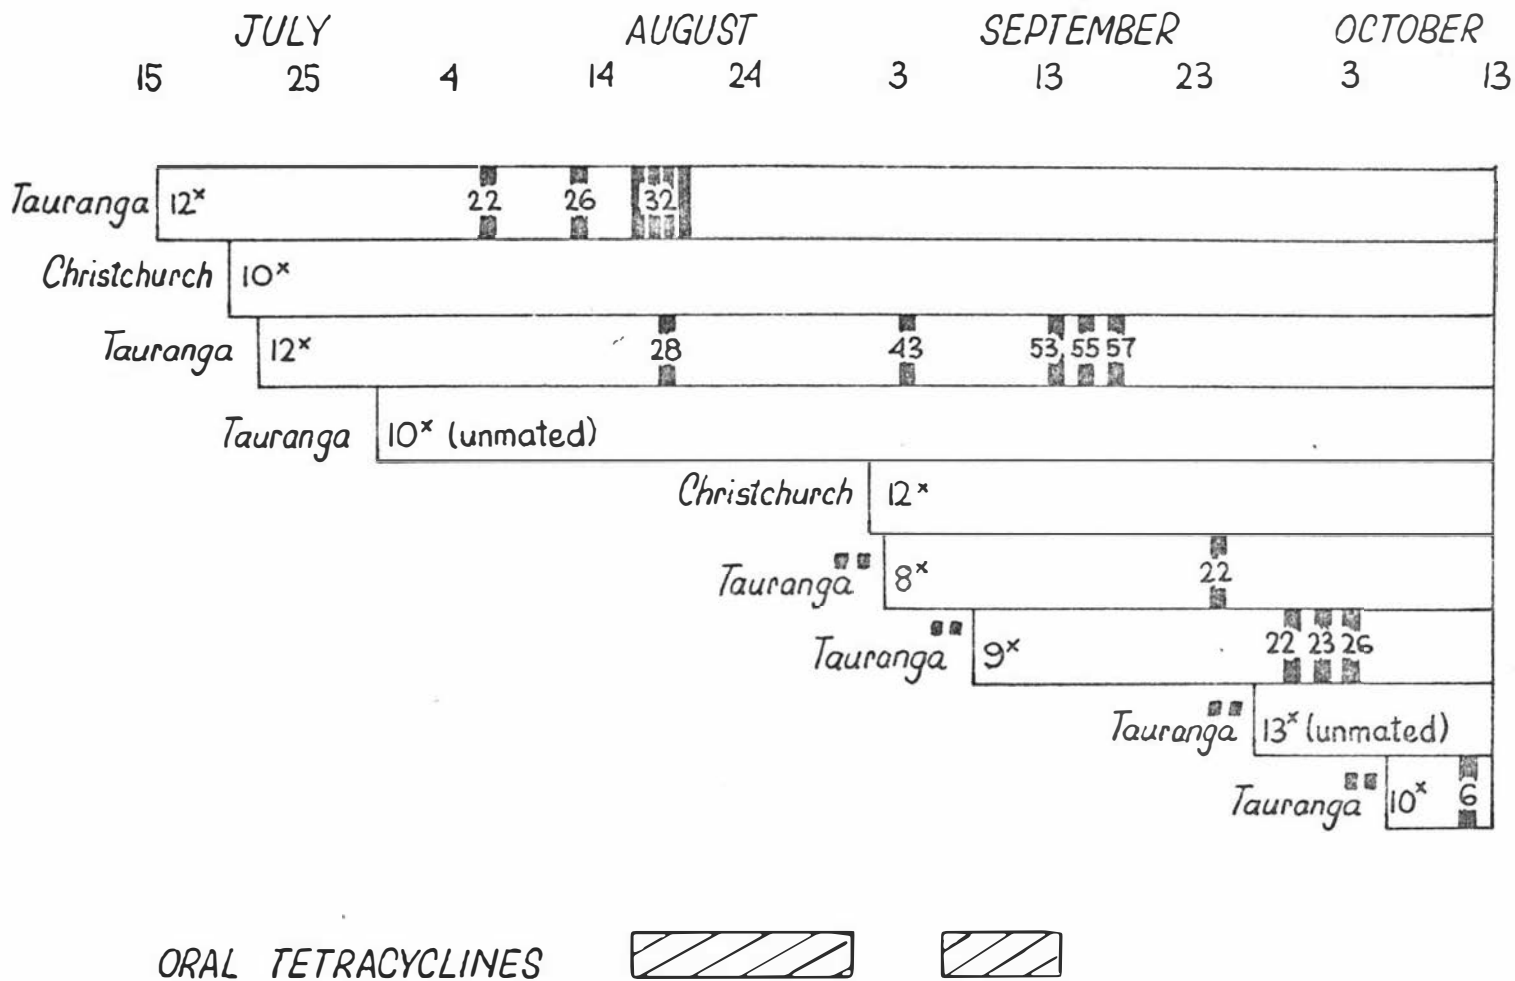 JULY AUGUST SEPTEMBER OCTOBER
15 25 4 14 24 3 13 23 3 13
Tauranga 12ˣ 22 26 32
Christchurch 10ˣ
Tauranga 12ˣ 28 43 53 55 57
Tauranga 10ˣ (unmated)
Christchurch 12ˣ
Tauranga 8ˣ 22
Tauranga 9ˣ 22 23 26
Tauranga 13ˣ (unmated)
Tauranga 10ˣ 6
ORAL TETRACYCLINES